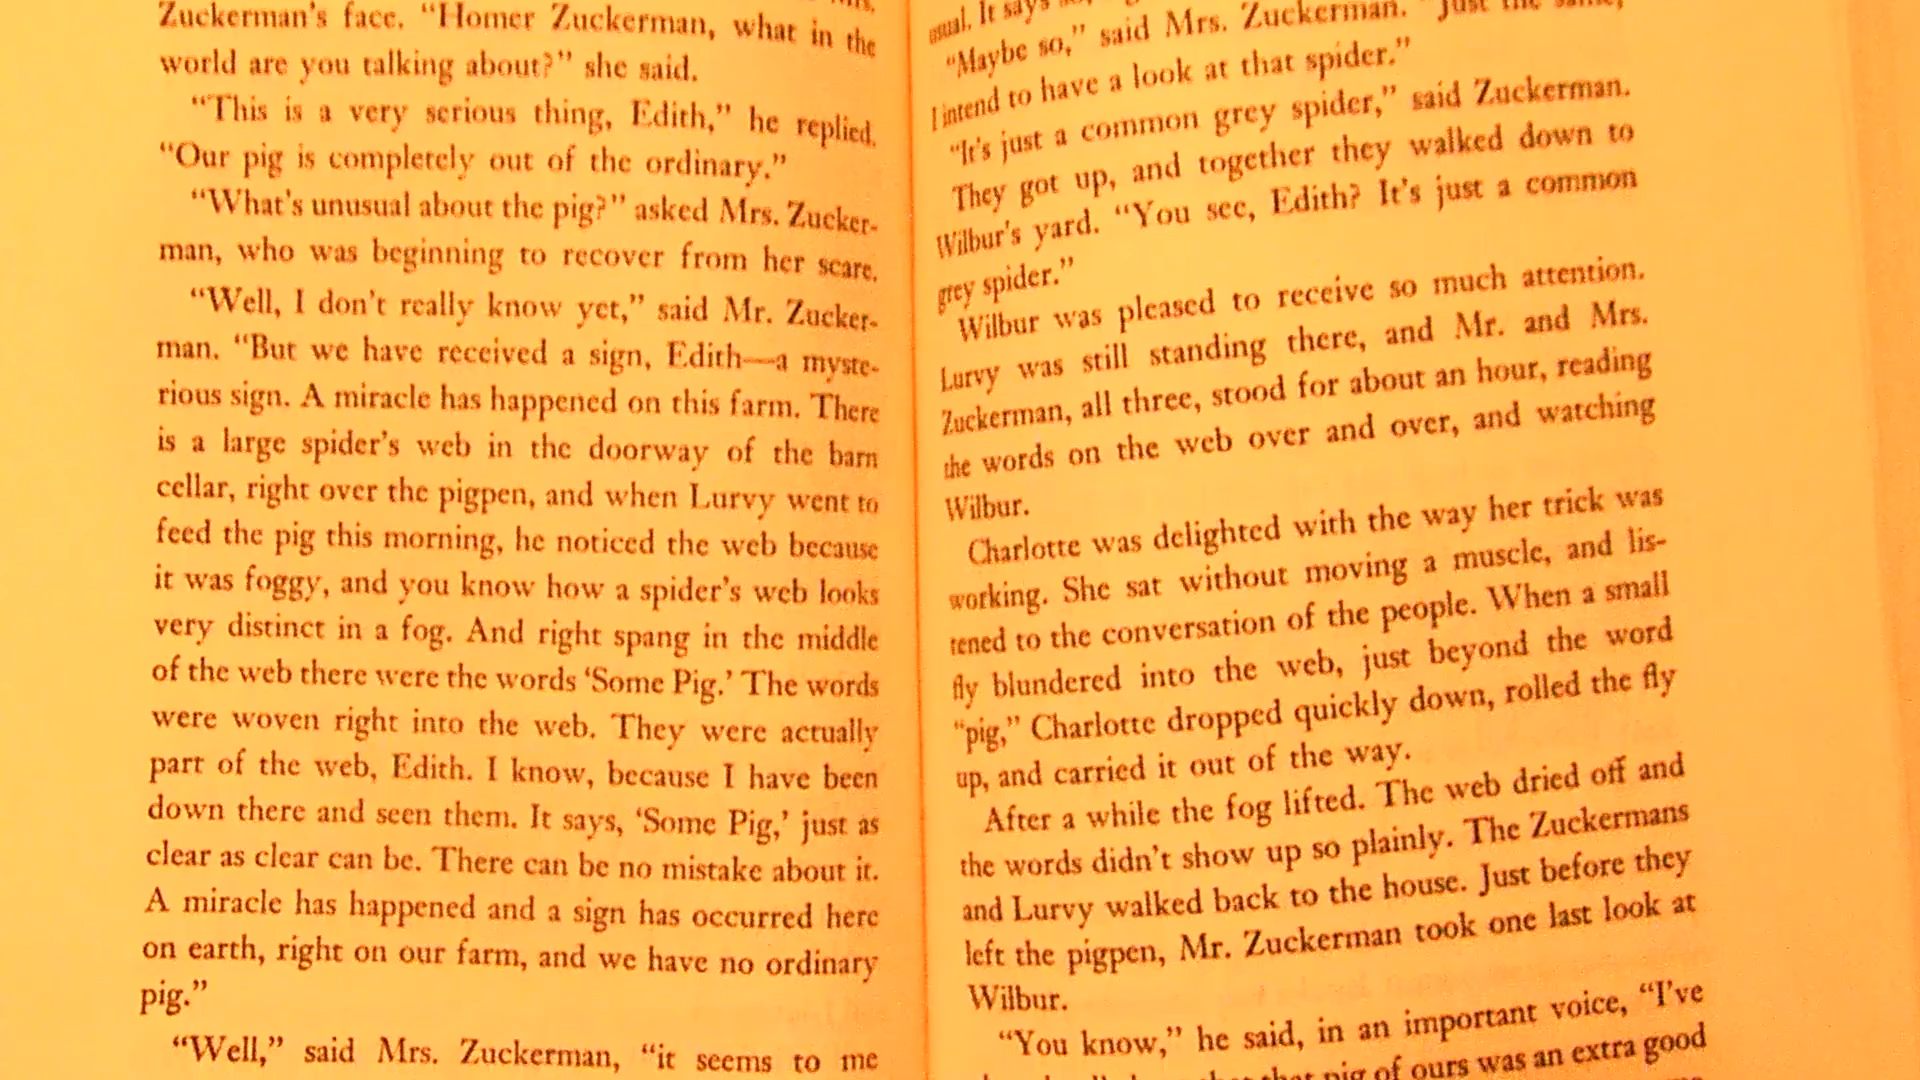 Zuckerman's face. "Homer Zuckerman, what in the
world are you talking about?" she said.
"This is a very serious thing, Edith," he replied.
"Our pig is completely out of the ordinary."
"What's unusual about the pig?" asked Mrs. Zucker-
man, who was beginning to recover from her scare.
"Well, I don't really know yet," said Mr. Zucker-
man. "But we have received a sign, Edith—a myste-
rious sign. A miracle has happened on this farm. There
is a large spider's web in the doorway of the barn
cellar, right over the pigpen, and when Lurvy went to
feed the pig this morning, he noticed the web because
it was foggy, and you know how a spider's web looks
very distinct in a fog. And right spang in the middle
of the web there were the words 'Some Pig.' The words
were woven right into the web. They were actually
part of the web, Edith. I know, because I have been
down there and seen them. It says, 'Some Pig,' just as
clear as clear can be. There can be no mistake about it.
A miracle has happened and a sign has occurred here
on earth, right on our farm, and we have no ordinary
pig."
"Well," said Mrs. Zuckerman, "it seems to me
usual. It says
"Maybe so," said Mrs. Zuckerman. "Just the same,
I intend to have a look at that spider."
"It's just a common grey spider," said Zuckerman.
They got up, and together they walked down to
Wilbur's yard. "You see, Edith? It's just a common
grey spider."
Wilbur was pleased to receive so much attention.
Lurvy was still standing there, and Mr. and Mrs.
Zuckerman, all three, stood for about an hour, reading
the words on the web over and over, and watching
Wilbur.
Charlotte was delighted with the way her trick was
working. She sat without moving a muscle, and lis-
tened to the conversation of the people. When a small
fly blundered into the web, just beyond the word
"pig," Charlotte dropped quickly down, rolled the fly
up, and carried it out of the way.
After a while the fog lifted. The web dried off and
the words didn't show up so plainly. The Zuckermans
and Lurvy walked back to the house. Just before they
left the pigpen, Mr. Zuckerman took one last look at
Wilbur.
"You know," he said, in an important voice, "I've
that pig of ours was an extra good